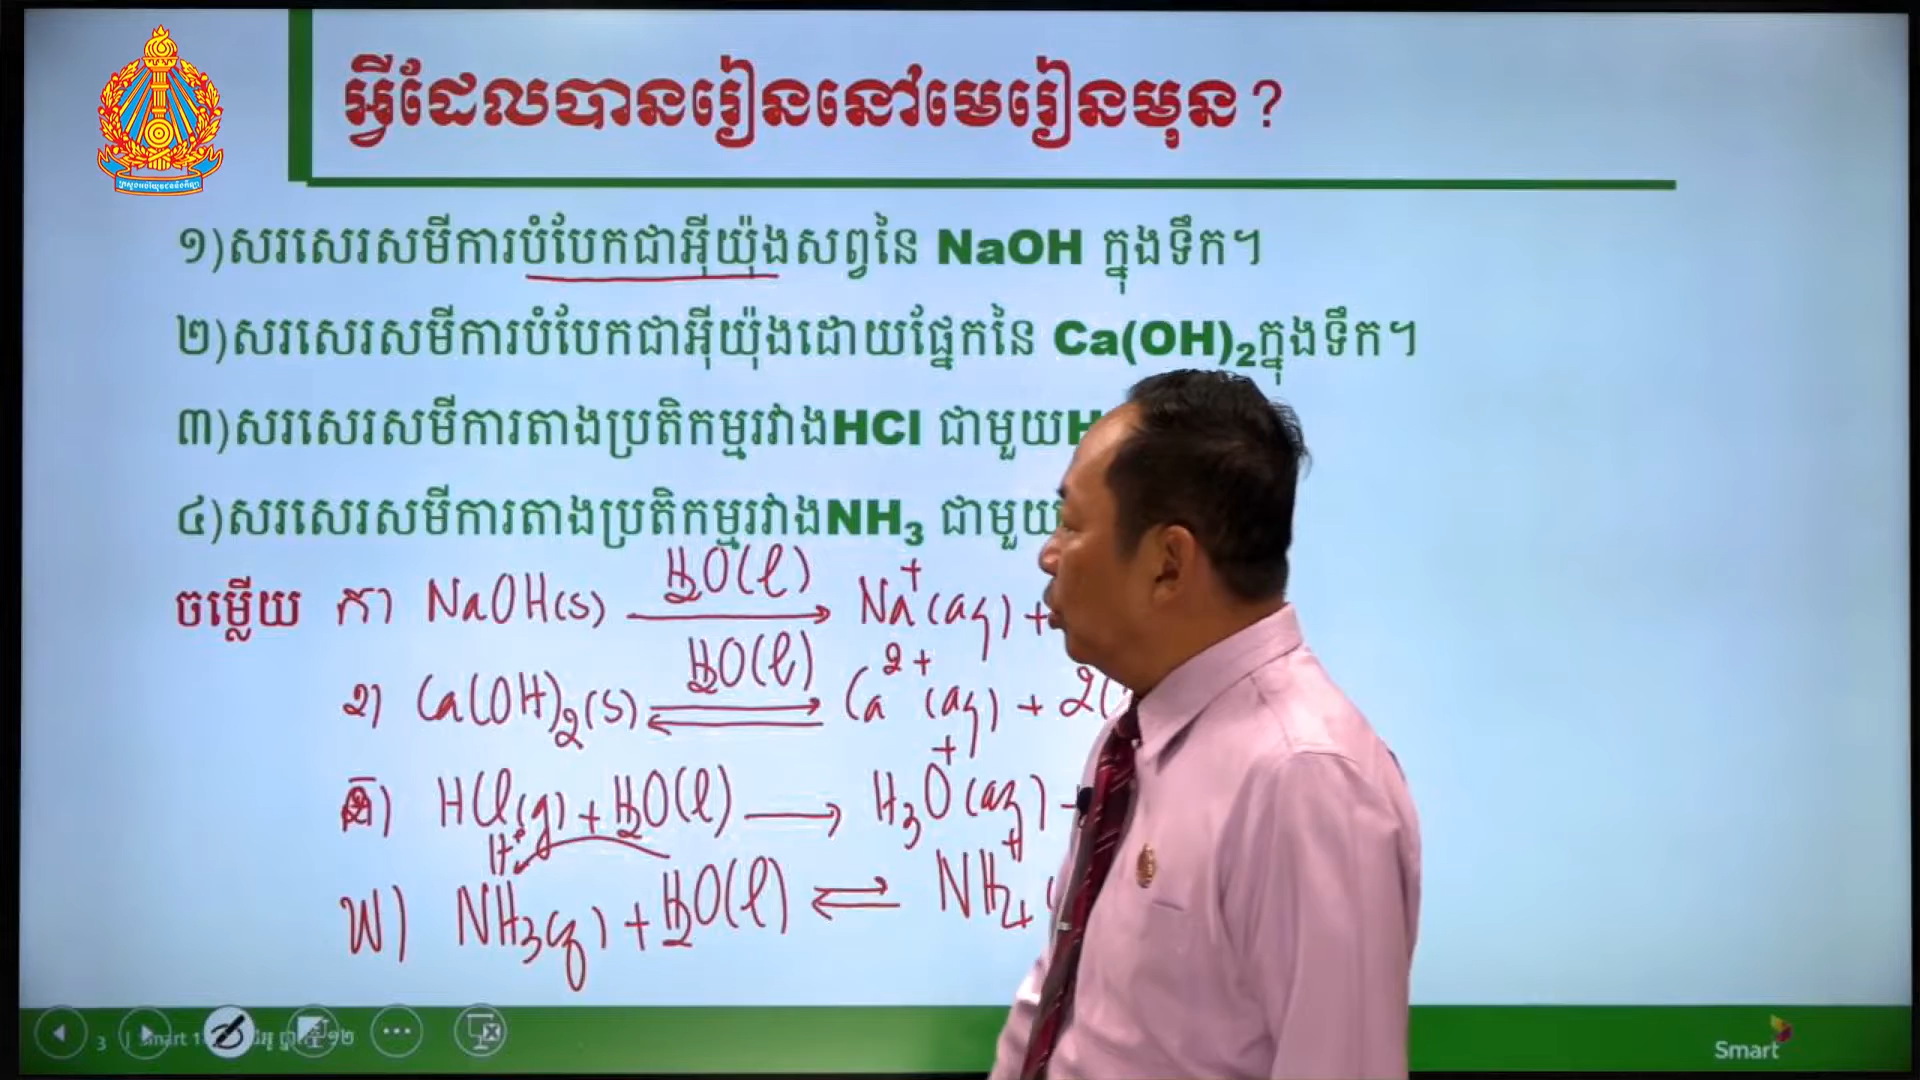 អ្វីដែលបានរៀននៅមេរៀនមុន?
១)សរសេរសមីការបំបែកជាអ៊ីយ៉ុងសព្វនៃ NaOH ក្នុងទឹក។
២)សរសេរសមីការបំបែកជាអ៊ីយ៉ុងដោយផ្នែកនៃ Ca(OH)₂ក្នុងទឹក។
៣)សរសេរសមីការតាងប្រតិកម្មរវាងHCl ជាមួយH
៤)សរសេរសមីការតាងប្រតិកម្មរវាងNH₃ ជាមួយ
ចម្លើយ ក) NaOH(s) H₂O(l) → Na⁺(aq) +
ខ) Ca(OH)₂(s) H₂O(l) ⇌ Ca²⁺(aq) + 2(
គ) HCl(g) + H₂O(l) → H₃O⁺(aq) +
H⁺
ឃ) NH₃(g) + H₂O(l) ⇌ NH₄⁺(
3 | Smart
Smart